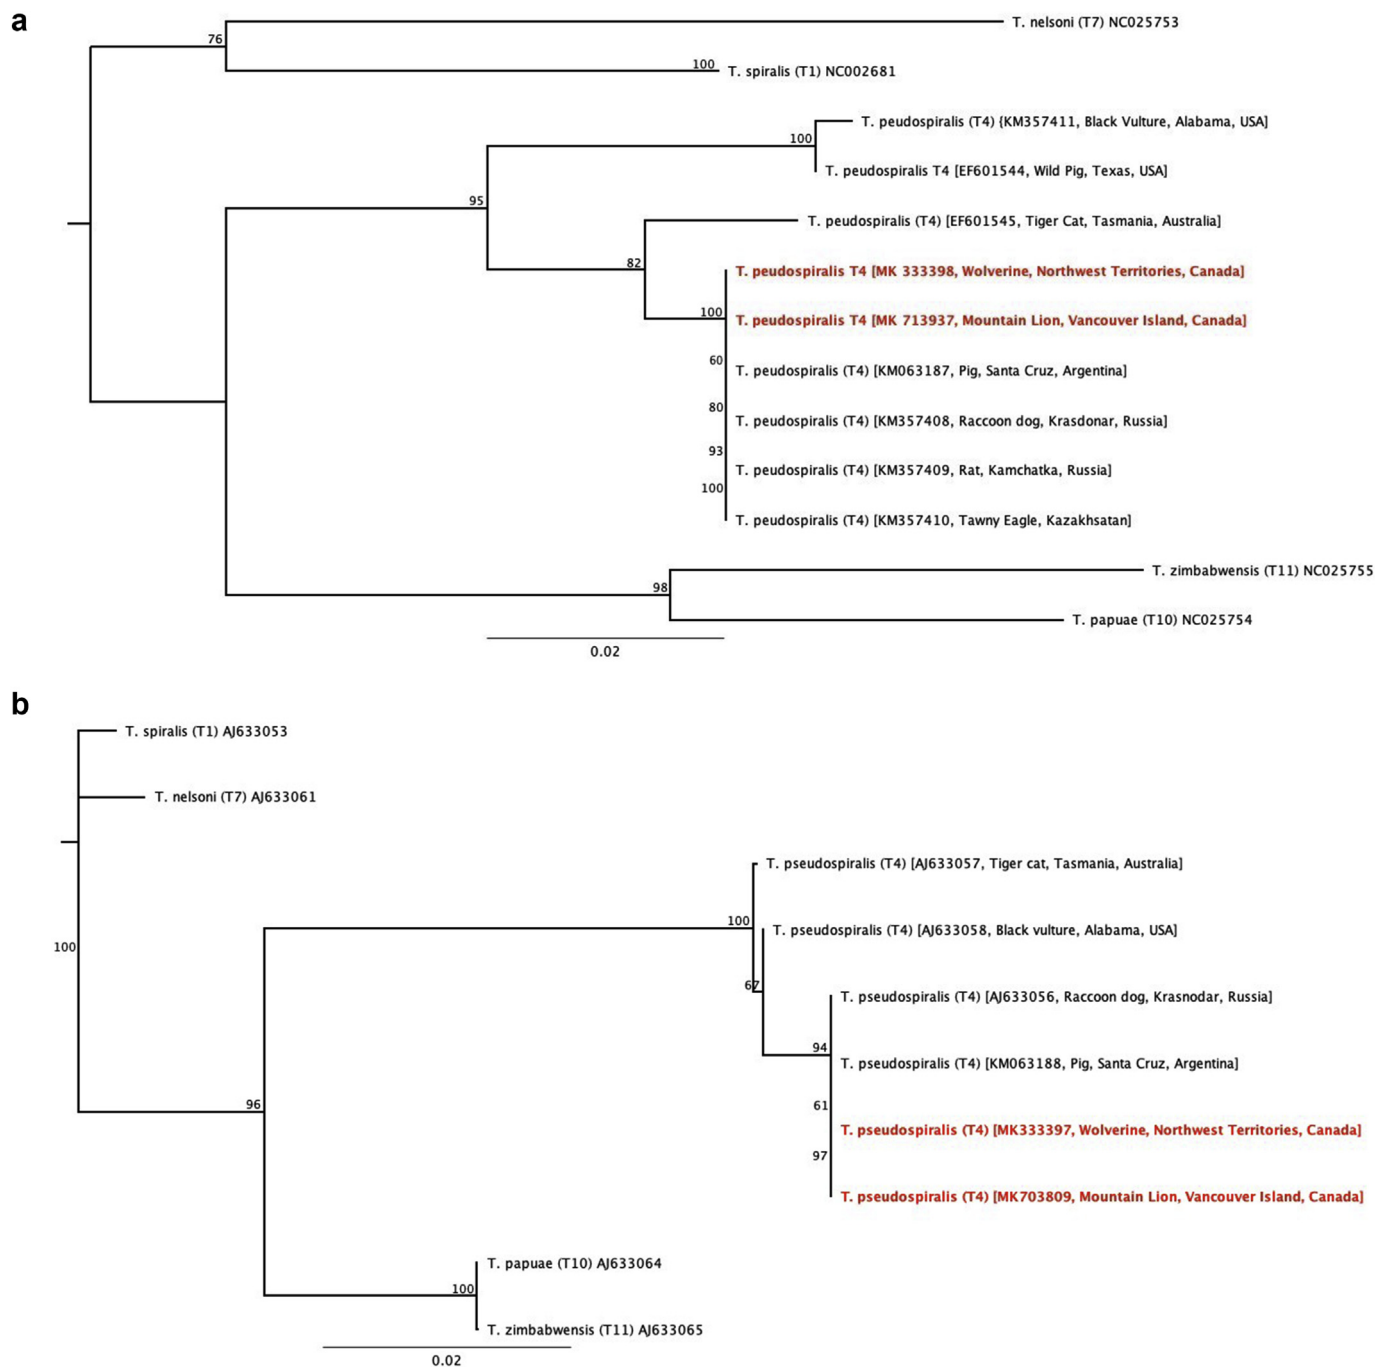 a
T. nelsoni (T7) NC025753
76
100
T. spiralis (T1) NC002681
T. peudospiralis (T4) {KM357411, Black Vulture, Alabama, USA]
100
T. peudospiralis T4 [EF601544, Wild Pig, Texas, USA]
95
T. peudospiralis (T4) [EF601545, Tiger Cat, Tasmania, Australia]
82
T. peudospiralis T4 [MK 333398, Wolverine, Northwest Territories, Canada]
100
T. peudospiralis T4 [MK 713937, Mountain Lion, Vancouver Island, Canada]
60
T. peudospiralis (T4) [KM063187, Pig, Santa Cruz, Argentina]
80
T. peudospiralis (T4) [KM357408, Raccoon dog, Krasdonar, Russia]
93
T. peudospiralis (T4) [KM357409, Rat, Kamchatka, Russia]
100
T. peudospiralis (T4) [KM357410, Tawny Eagle, Kazakhsatan]
T. zimbabwensis (T11) NC025755
98
T. papuae (T10) NC025754
0.02
b
T. spiralis (T1) AJ633053
T. nelsoni (T7) AJ633061
T. pseudospiralis (T4) [AJ633057, Tiger cat, Tasmania, Australia]
100
T. pseudospiralis (T4) [AJ633058, Black vulture, Alabama, USA]
100
67
T. pseudospiralis (T4) [AJ633056, Raccoon dog, Krasnodar, Russia]
94
T. pseudospiralis (T4) [KM063188, Pig, Santa Cruz, Argentina]
96
61
T. pseudospiralis (T4) [MK333397, Wolverine, Northwest Territories, Canada]
97
T. pseudospiralis (T4) [MK703809, Mountain Lion, Vancouver Island, Canada]
T. papuae (T10) AJ633064
100
T. zimbabwensis (T11) AJ633065
0.02